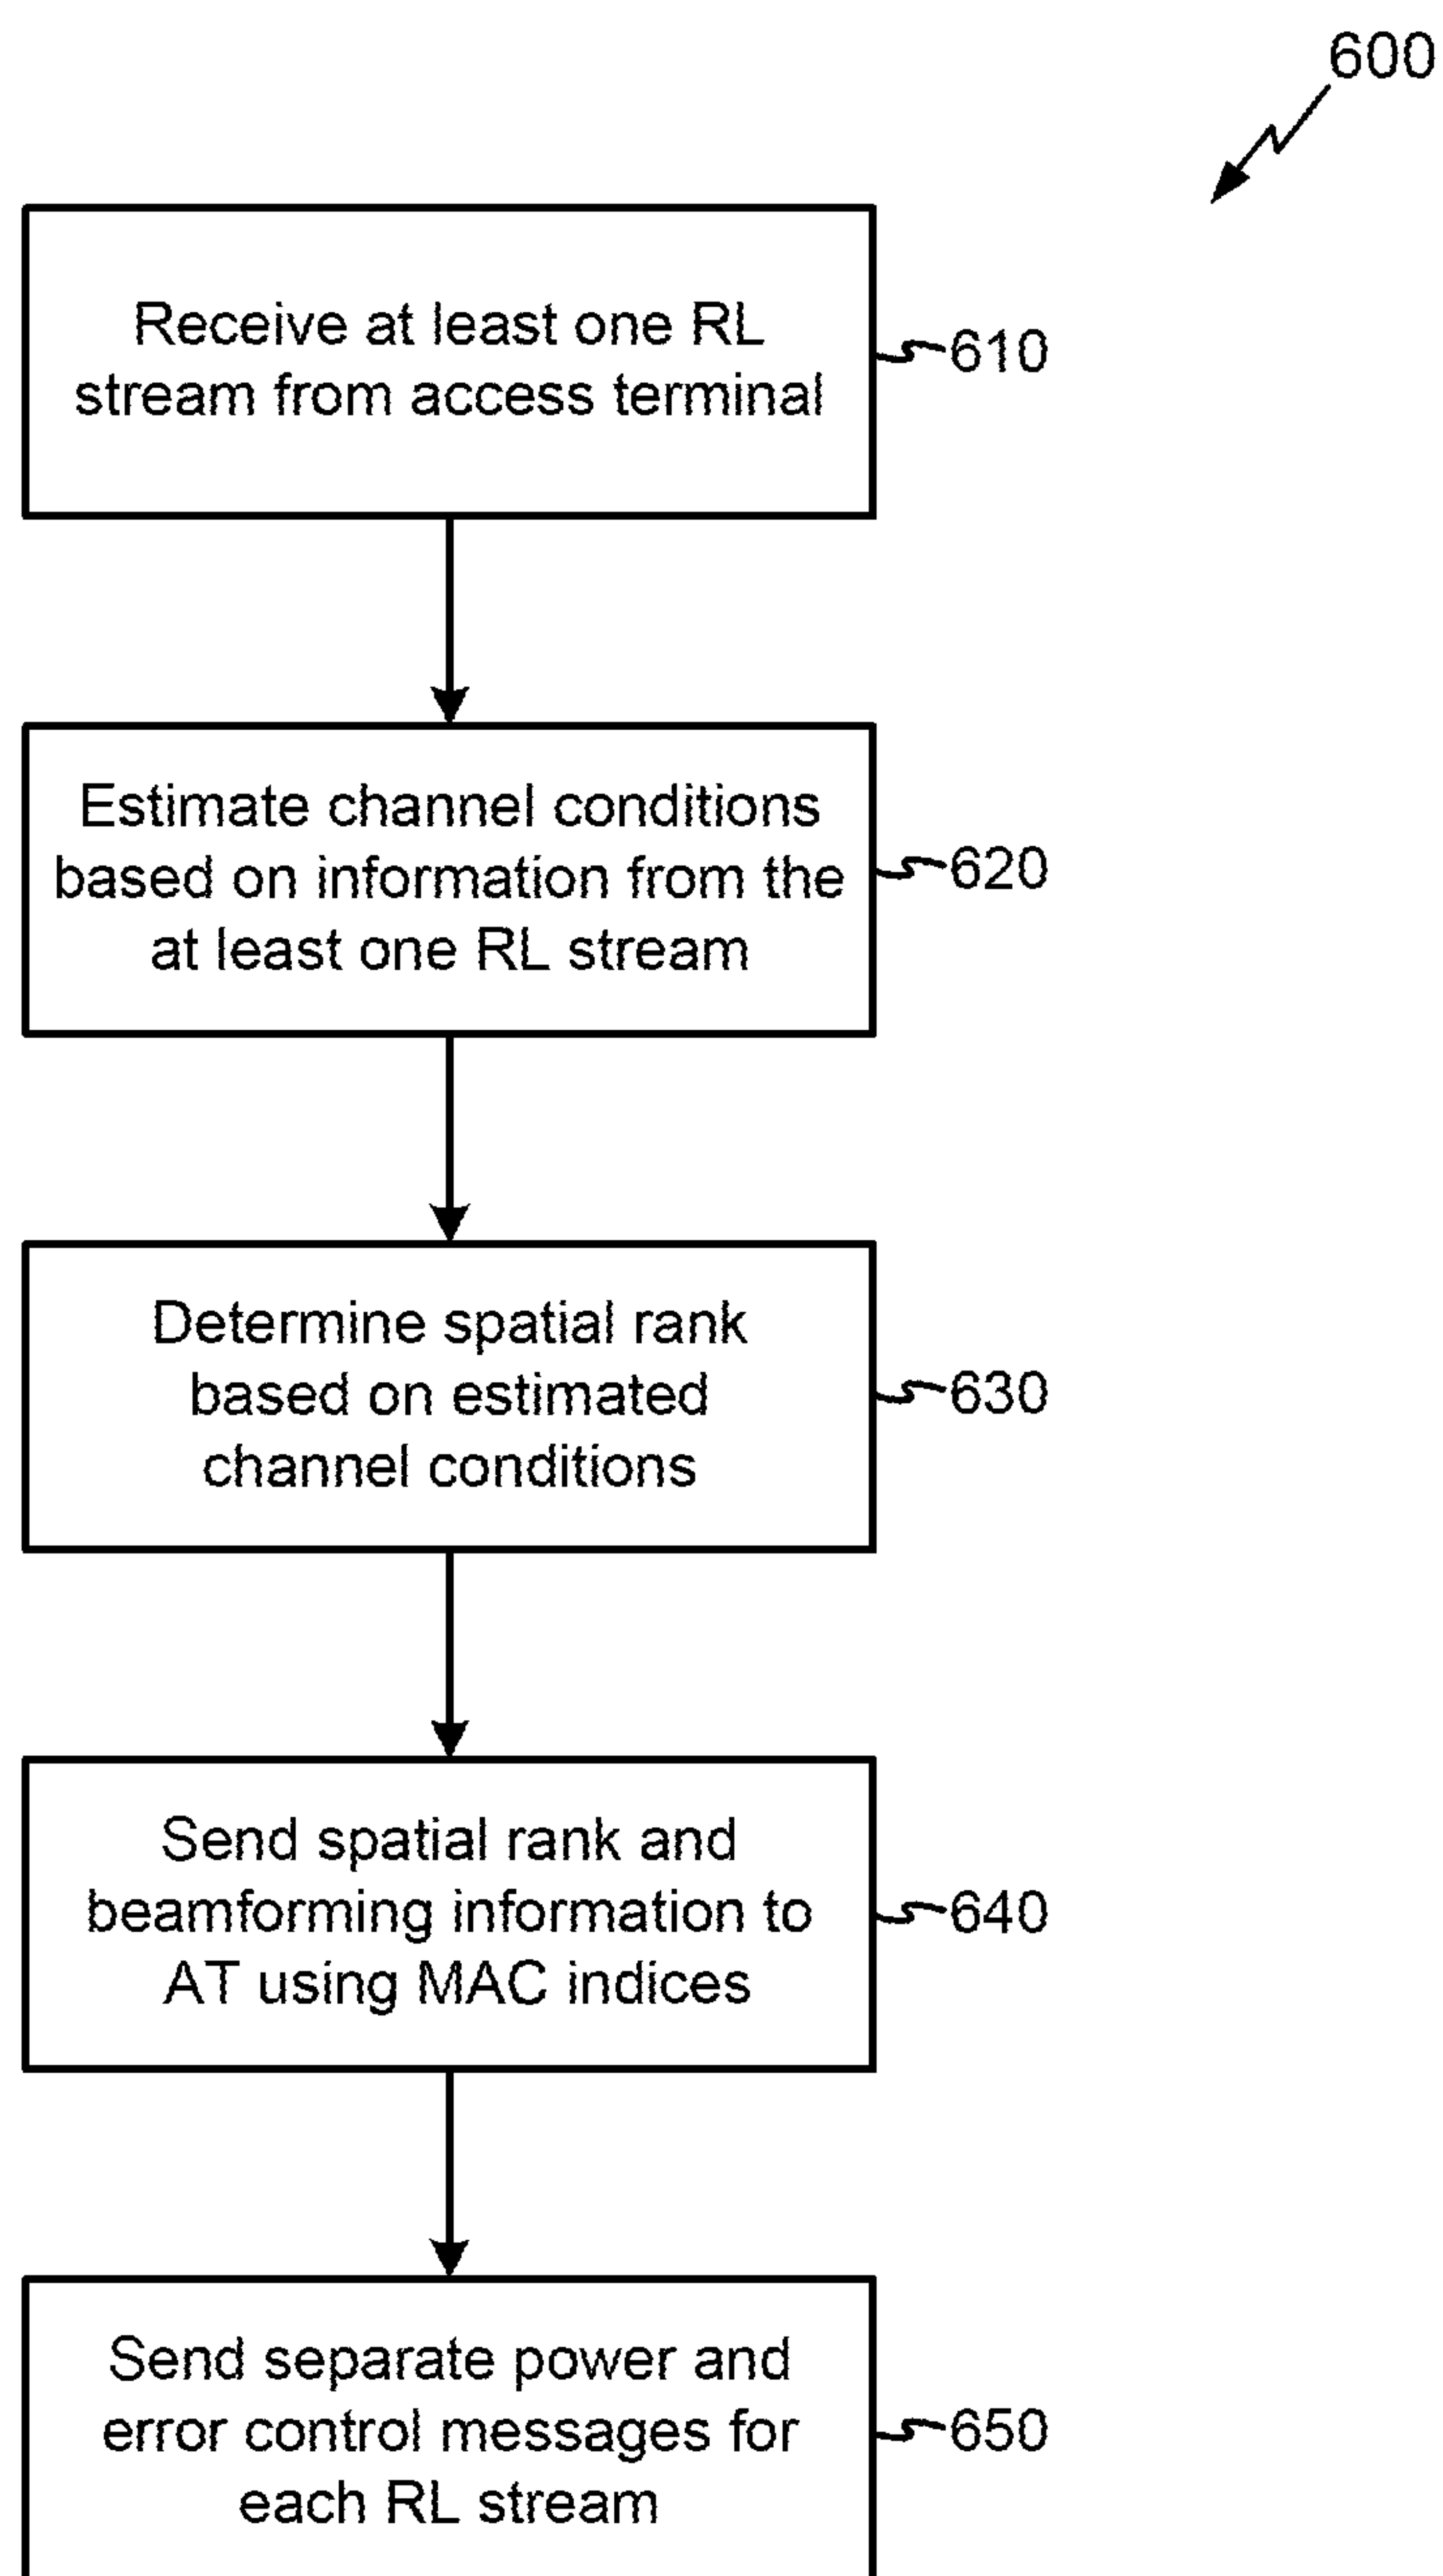 600
Receive at least one RL
stream from access terminal
610
Estimate channel conditions
based on information from the
at least one RL stream
620
Determine spatial rank
based on estimated
channel conditions
630
Send spatial rank and
beamforming information to
AT using MAC indices
640
Send separate power and
error control messages for
each RL stream
650